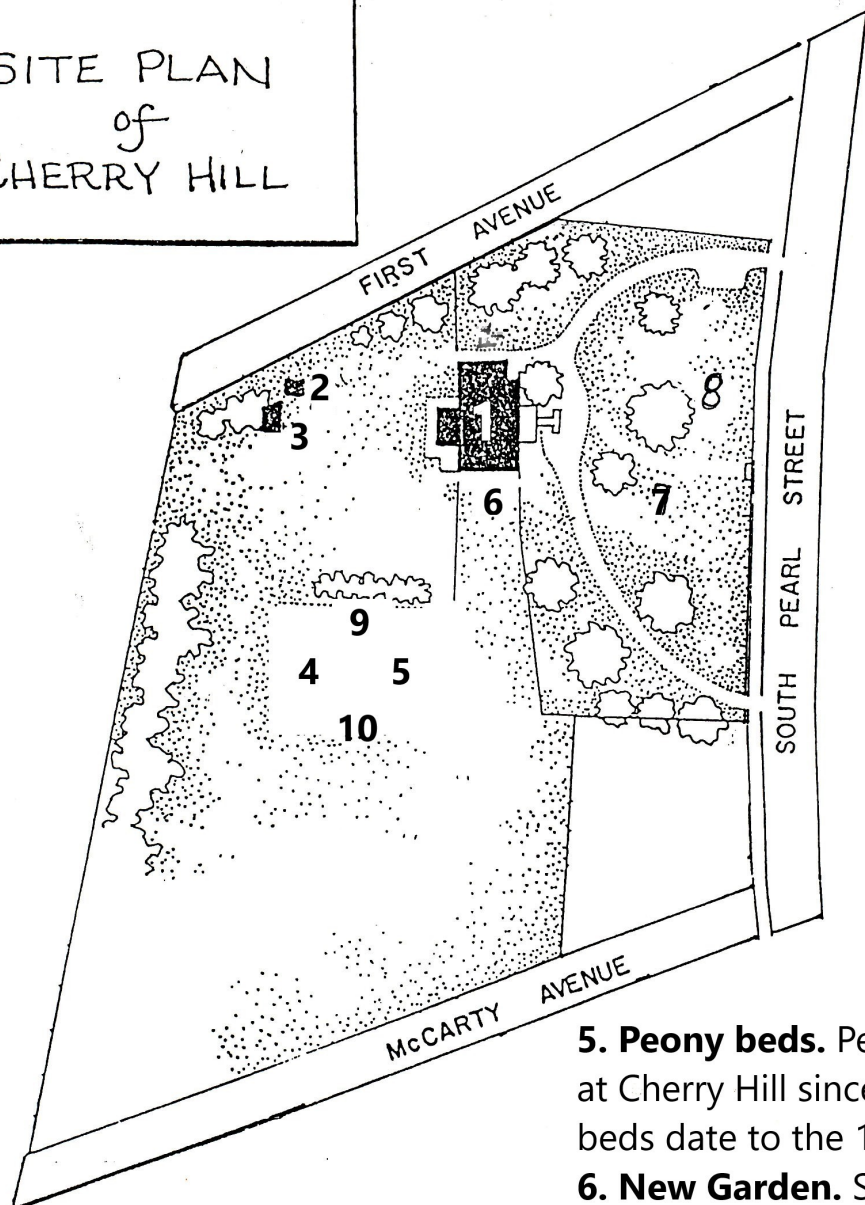 SITE PLAN
of
CHERRY HILL
FIRST AVENUE
2
3
1
8
7
6
9
4 5
10
SOUTH PEARL STREET
McCARTY AVENUE
5. Peony beds. Pe
at Cherry Hill since
beds date to the 1
6. New Garden. S